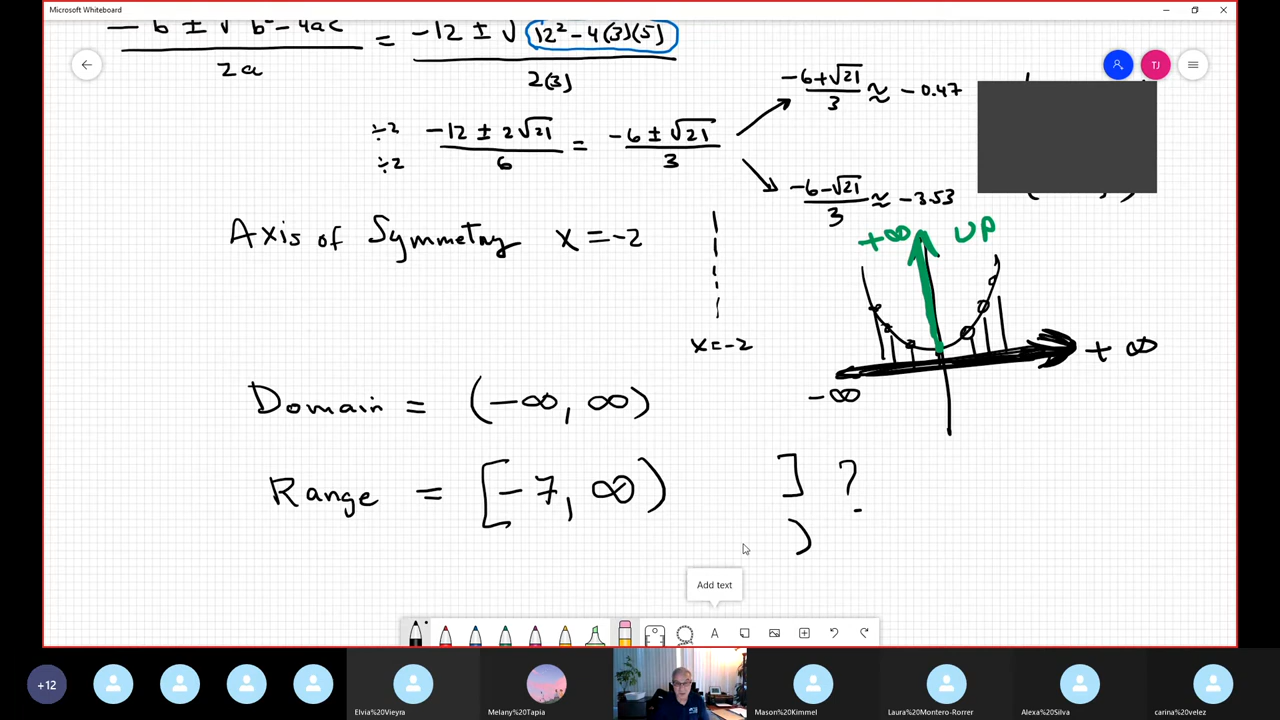 Microsoft Whiteboard
−b ± √b²−4ac / 2a = −12 ± √12²−4(3)(5) / 2(3)
TJ
÷2 −12 ± 2√21 / ÷2 6 = −6 ± √21 / 3
−6+√21 / 3 ≈ −0.47
−6−√21 / 3 ≈ −3.53
Axis of Symmetry x = −2
x = −2
+∞ UP
−∞ + ∞
Domain = (−∞, ∞)
Range = [−7, ∞) ] ?
)
Add text
A
+12
Elvia%20Vieyra
Melany%20Tapia
Mason%20Kimmel
Laura%20Montero-Rorrer
Alexa%20Silva
carina%20velez